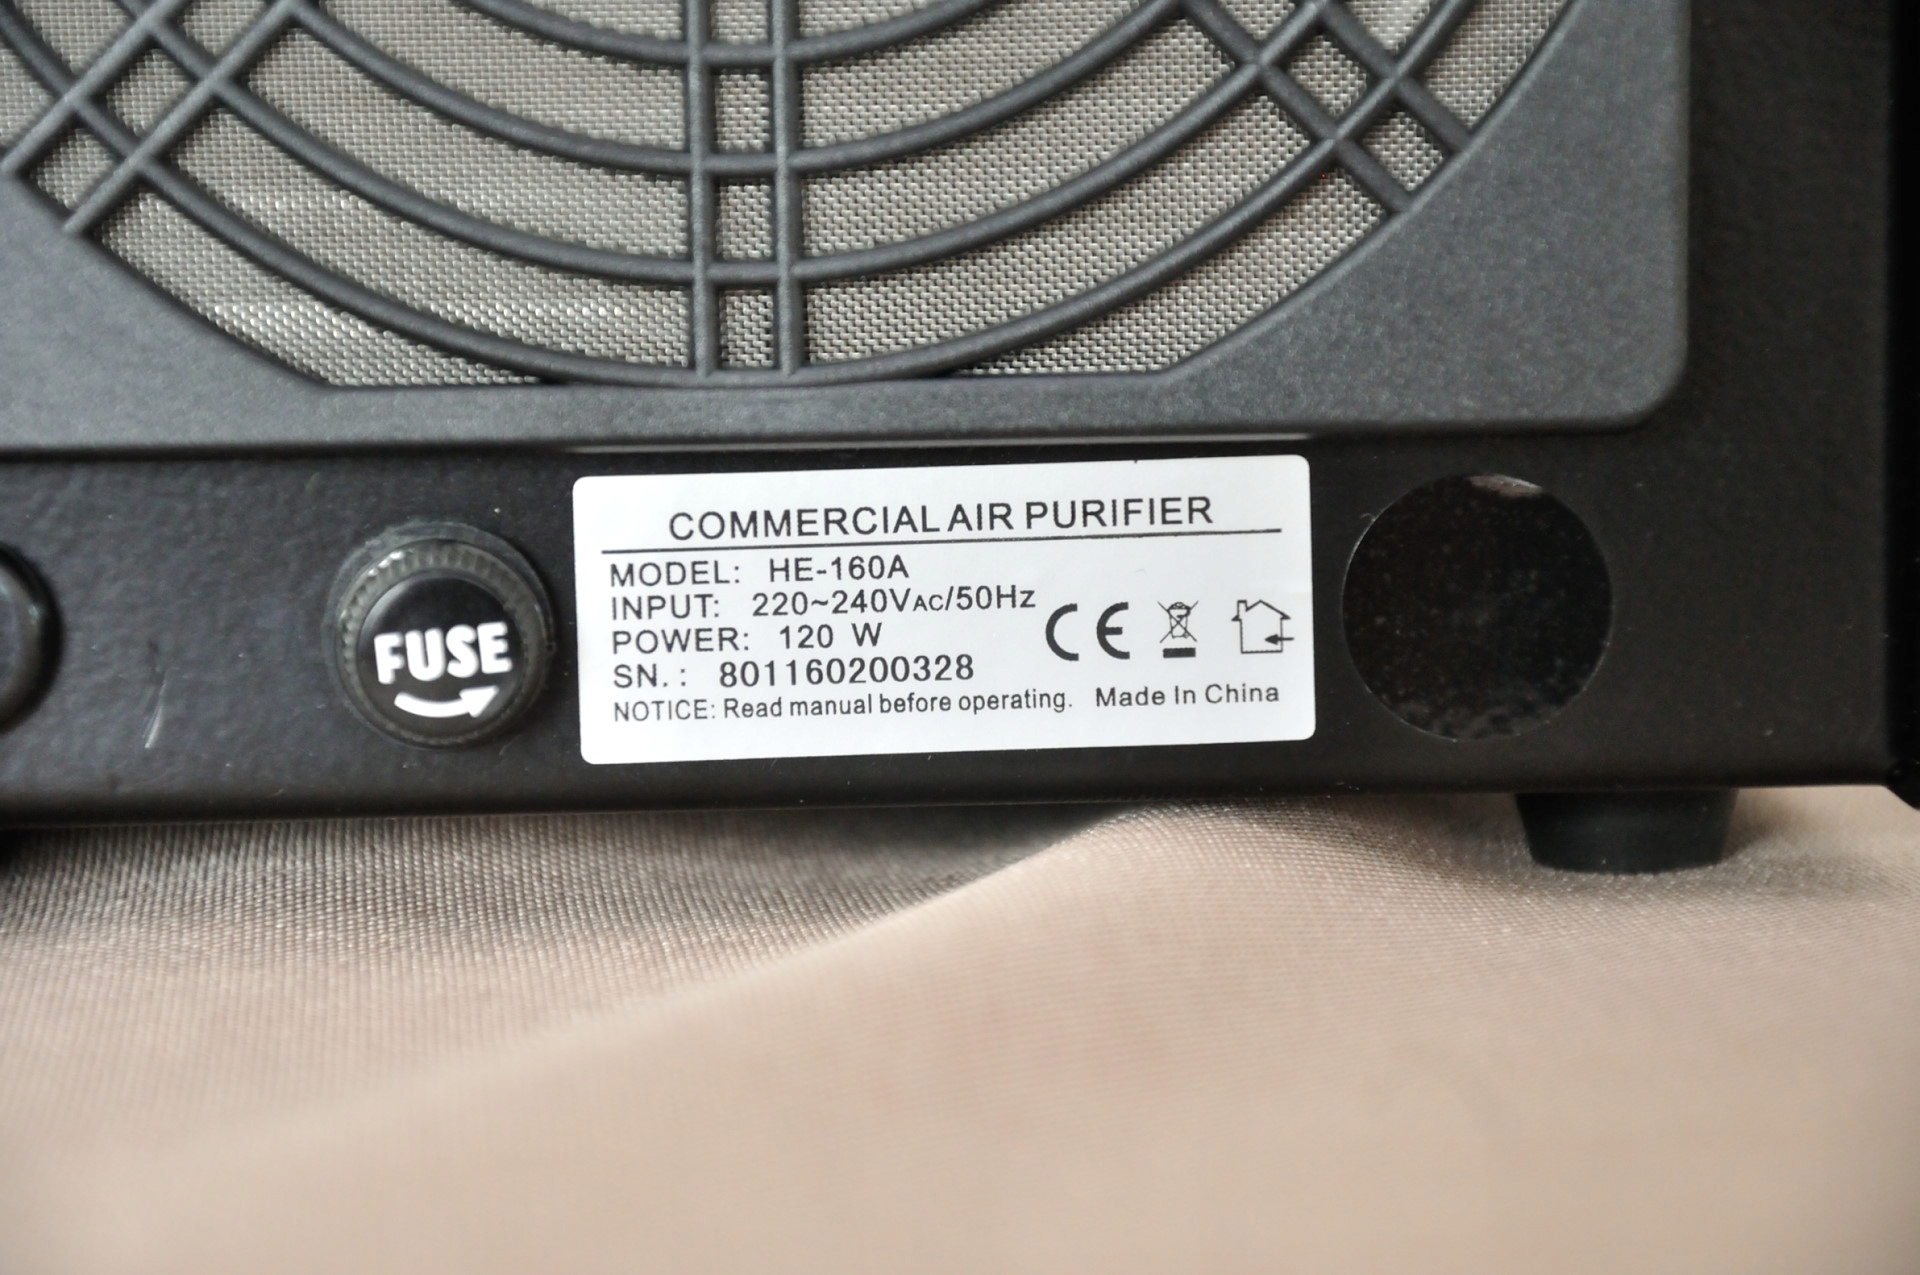 COMMERCIAL AIR PURIFIER
MODEL: HE-160A
INPUT: 220~240VAC/50Hz
POWER: 120 W
SN.: 801160200328
NOTICE: Read manual before operating. Made In China
CE
FUSE